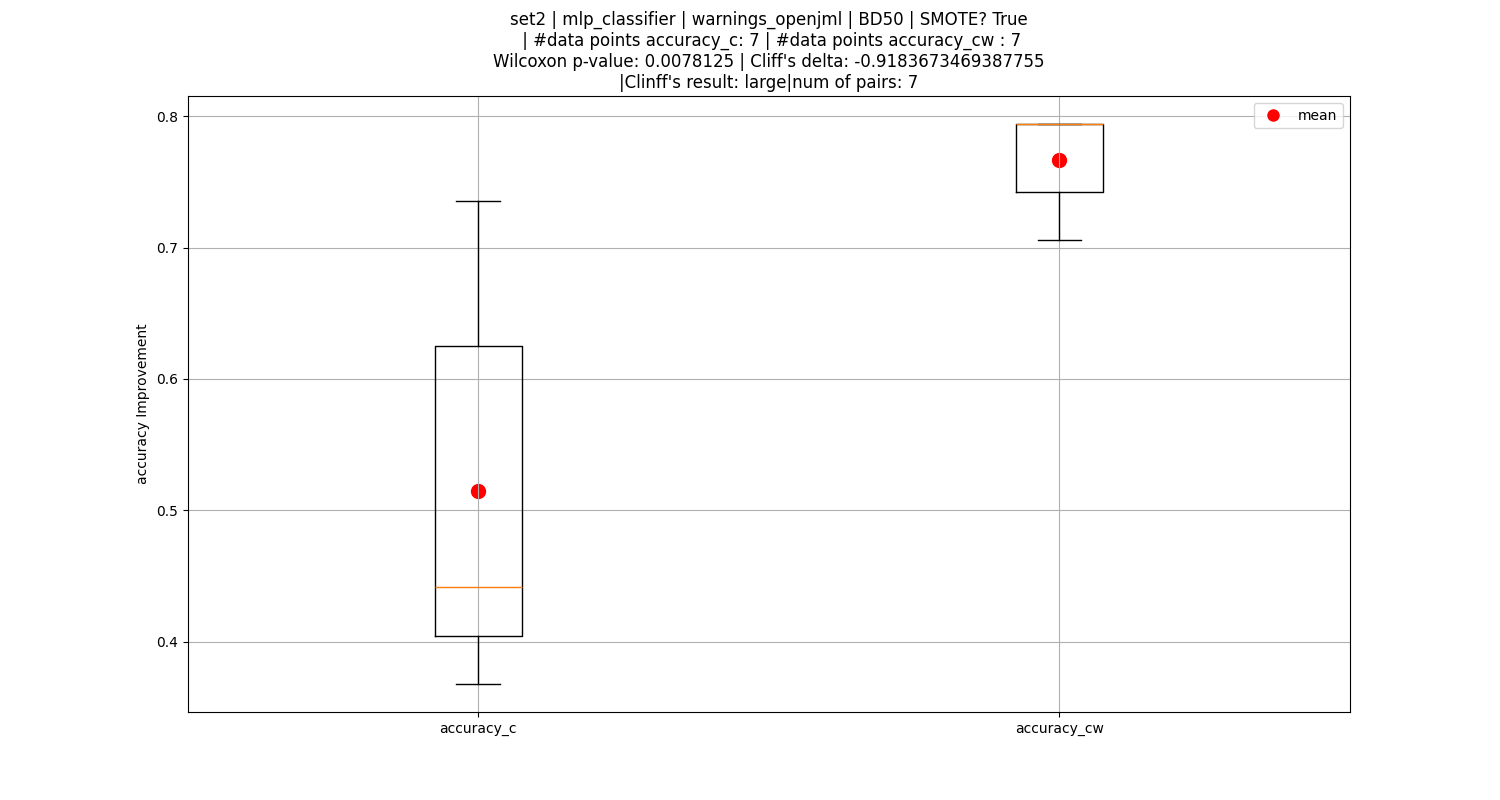 set2 | mlp_classifier | warnings_openjml | BD50 | SMOTE? True
| #data points accuracy_c: 7 | #data points accuracy_cw : 7
Wilcoxon p-value: 0.0078125 | Cliff's delta: -0.9183673469387755
|Clinff's result: large|num of pairs: 7
mean
0.8
0.7
0.6
0.5
0.4
accuracy Improvement
accuracy_c
accuracy_cw